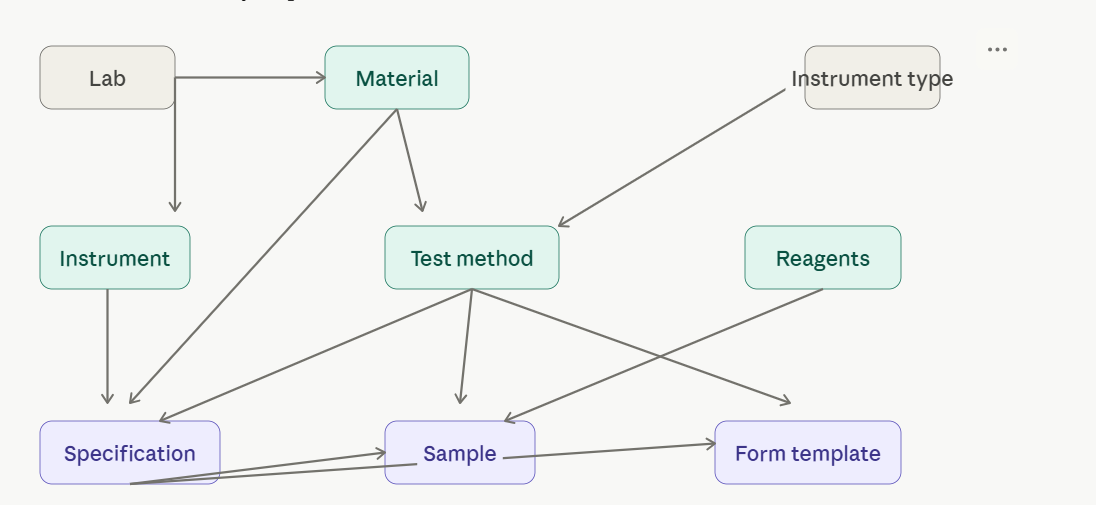 Lab
Material
Instrument type
Instrument
Test method
Reagents
Specification
Sample
Form template